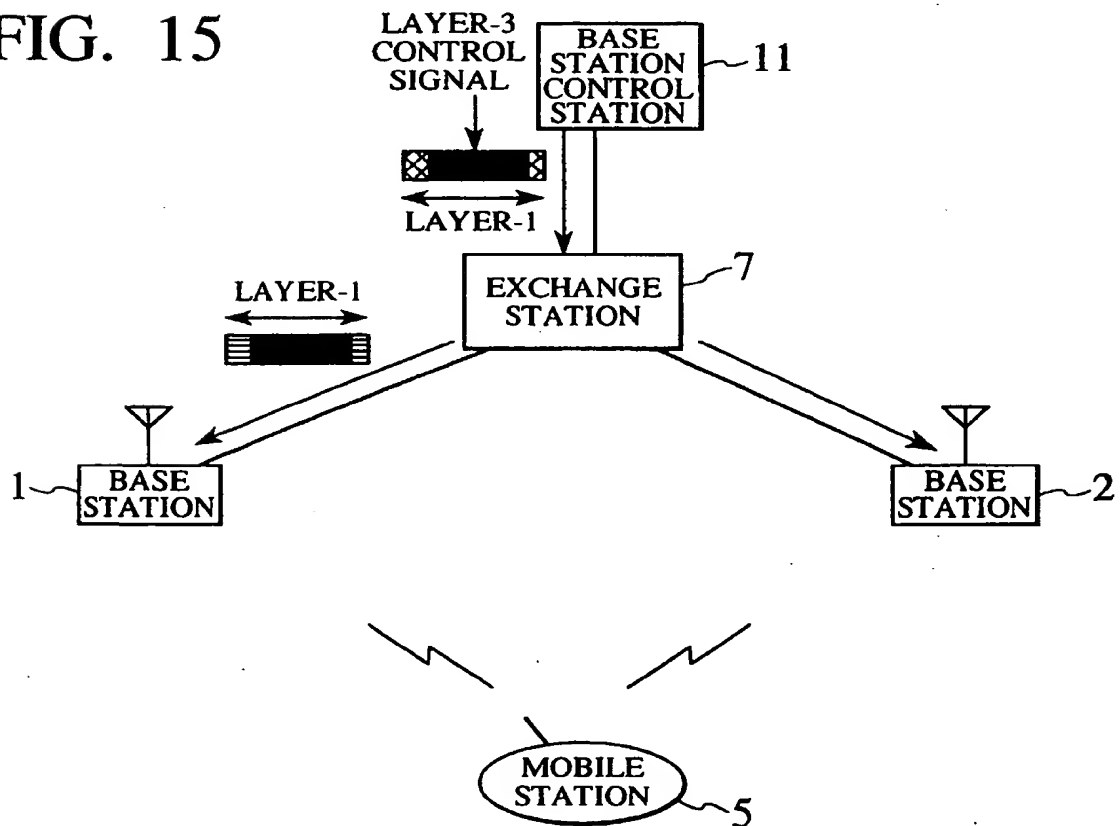 FIG. 15
LAYER-3
CONTROL
SIGNAL
BASE
STATION
CONTROL
STATION
11
LAYER-1
EXCHANGE
STATION
7
LAYER-1
1
BASE
STATION
BASE
STATION
2
MOBILE
STATION
5